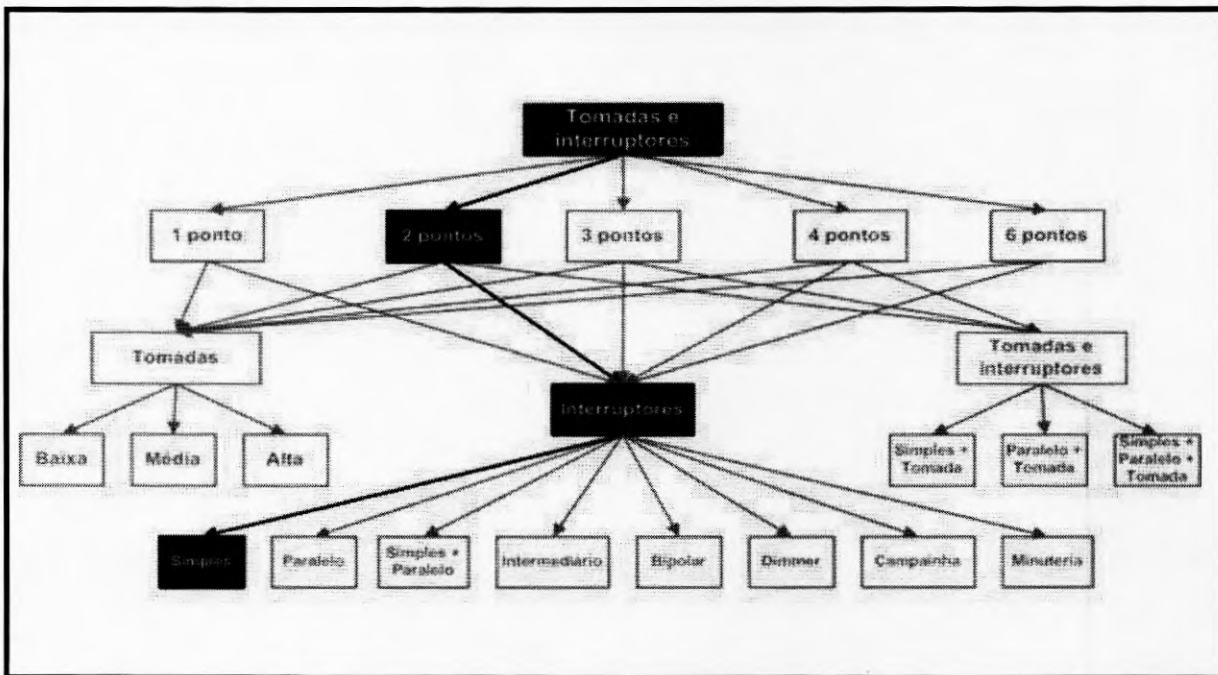 Tomadas e
interruptores
1 ponto
2 pontos
3 pontos
4 pontos
6 pontos
Tomadas
Tomadas e
interruptores
Interruptores
Baixa
Média
Alta
Simples +
Tomada
Paralelo +
Tomada
Simples +
Paralelo +
Tomada
Simples
Paralelo
Simples +
Paralelo
Intermediário
Bipolar
Dimmer
Campainha
Minuteria